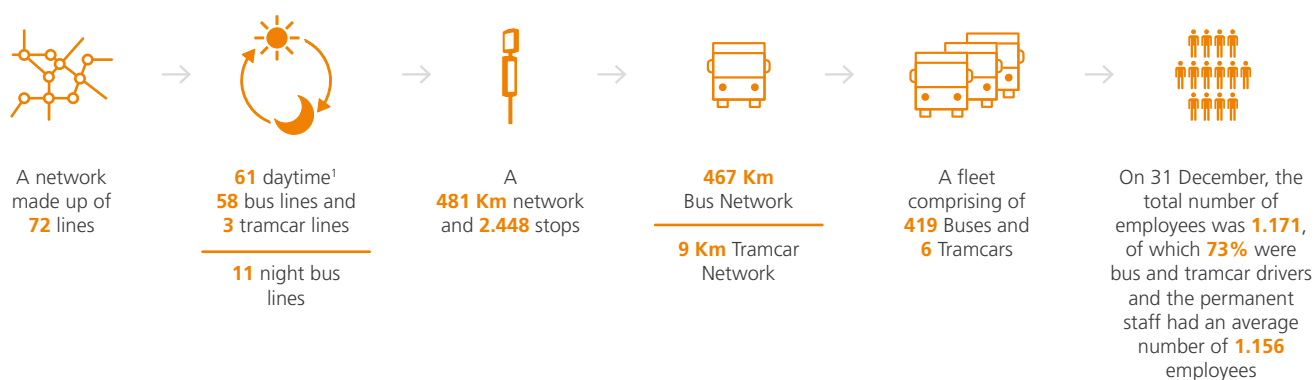 A network
made up of
72 lines
61 daytime¹
58 bus lines and
3 tramcar lines
11 night bus
lines
A
481 Km network
and 2.448 stops
467 Km
Bus Network
9 Km Tramcar
Network
A fleet
comprising of
419 Buses and
6 Tramcars
On 31 December, the
total number of
employees was 1.171,
of which 73% were
bus and tramcar drivers
and the permanent
staff had an average
number of 1.156
employees